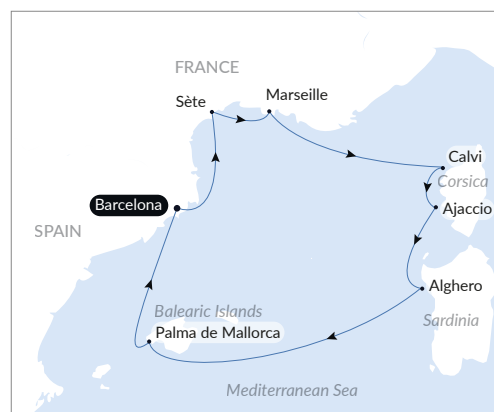 FRANCE
Sète
Marseille
Calvi
Corsica
Barcelona
Ajaccio
SPAIN
Alghero
Balearic Islands
Sardinia
Palma de Mallorca
Mediterranean Sea